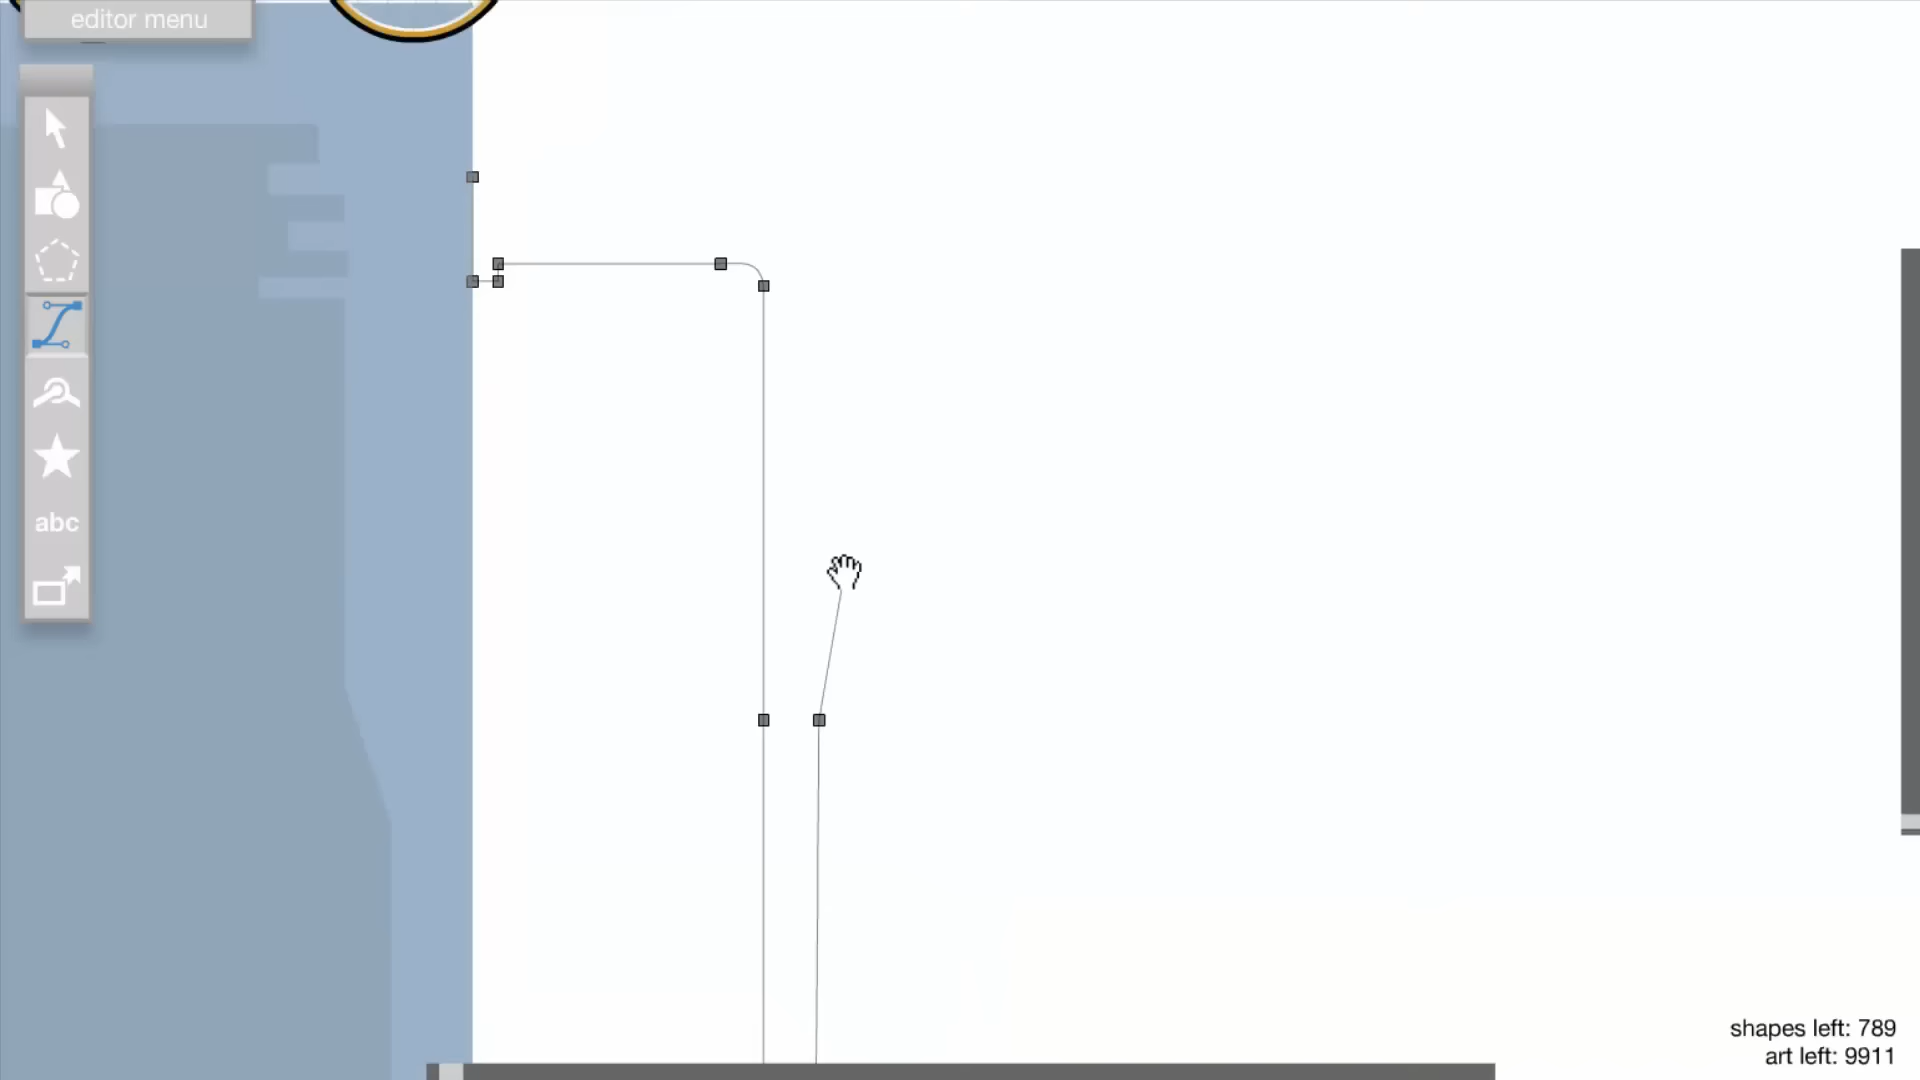 editor menu
abc
shapes left: 789
art left: 9911